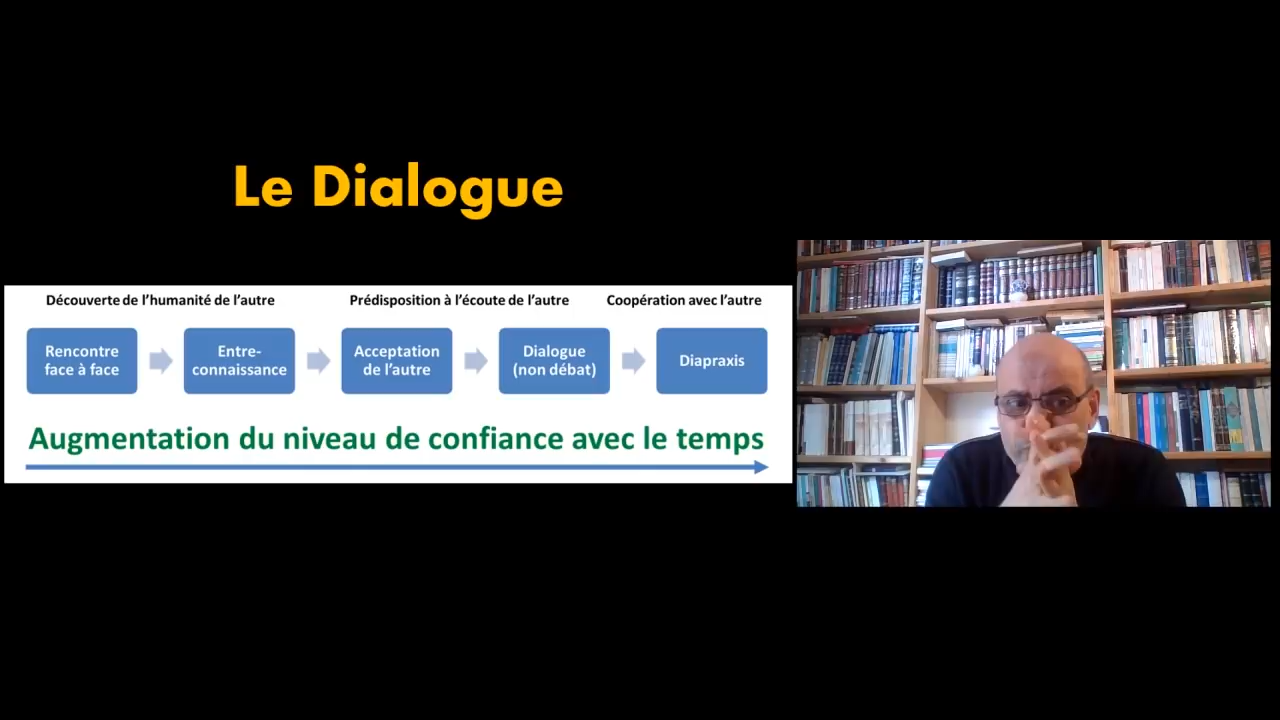 Le Dialogue
Découverte de l'humanité de l'autre
Prédisposition à l'écoute de l'autre
Coopération avec l'autre
Rencontre
face à face
Entre-
connaissance
Acceptation
de l'autre
Dialogue
(non débat)
Diapraxis
Augmentation du niveau de confiance avec le temps